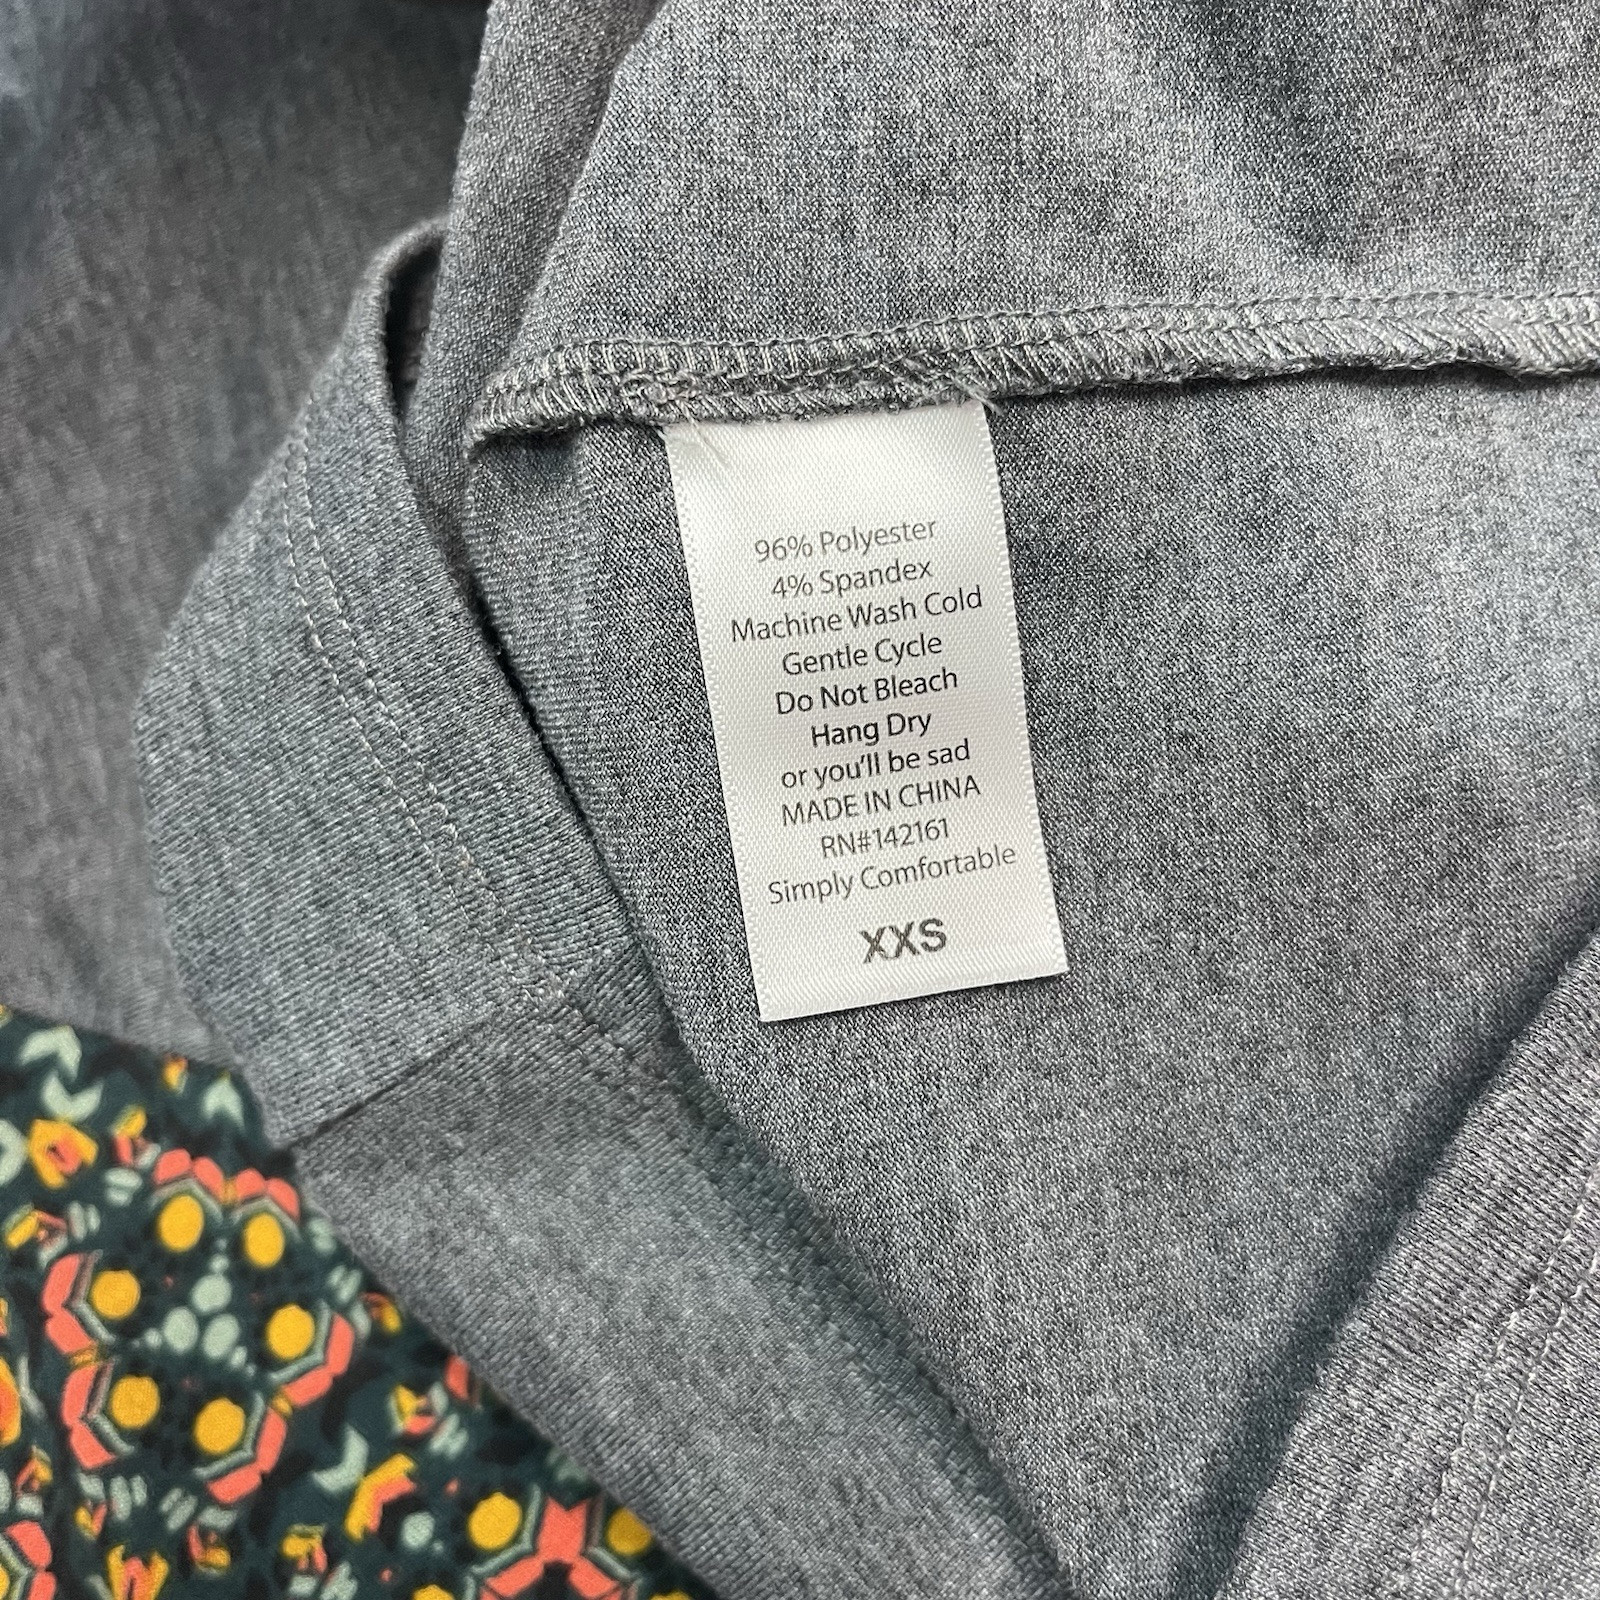 96% Polyester
4% Spandex
Machine Wash Cold
Gentle Cycle
Do Not Bleach
Hang Dry
or you'll be sad
MADE IN CHINA
RN#142161
Simply Comfortable
XXS